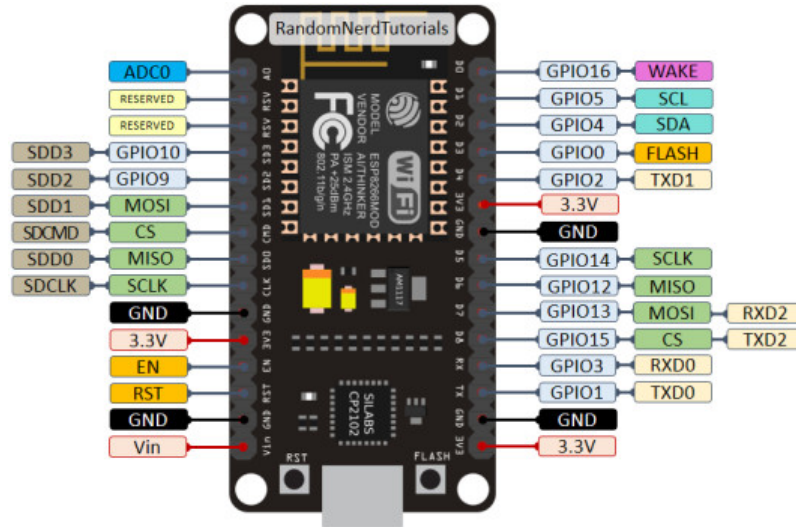 RandomNerdTutorials
ADC0
RESERVED
RESERVED
SDD3 GPIO10
SDD2 GPIO9
SDD1 MOSI
SDCMD CS
SDD0 MISO
SDCLK SCLK
GND
3.3V
EN
RST
GND
Vin
A0
RSV
RSV
SD3
SD2
SD1
CMD
SD0
CLK
GND
3V3
EN
RST
GND
Vin
MODEL
VENDOR
ESP8266MOD
AI/THINKER
ISM 2.4GHz
PA +25dBm
802.11b/g/n
FC
WiFi
AM1117
SILABS
CP2102
RST
FLASH
D0
D1
D2
D3
D4
3V3
GND
D5
D6
D7
D8
RX
TX
GND
3V3
GPIO16 WAKE
GPIO5 SCL
GPIO4 SDA
GPIO0 FLASH
GPIO2 TXD1
3.3V
GND
GPIO14 SCLK
GPIO12 MISO
GPIO13 MOSI RXD2
GPIO15 CS TXD2
GPIO3 RXD0
GPIO1 TXD0
GND
3.3V